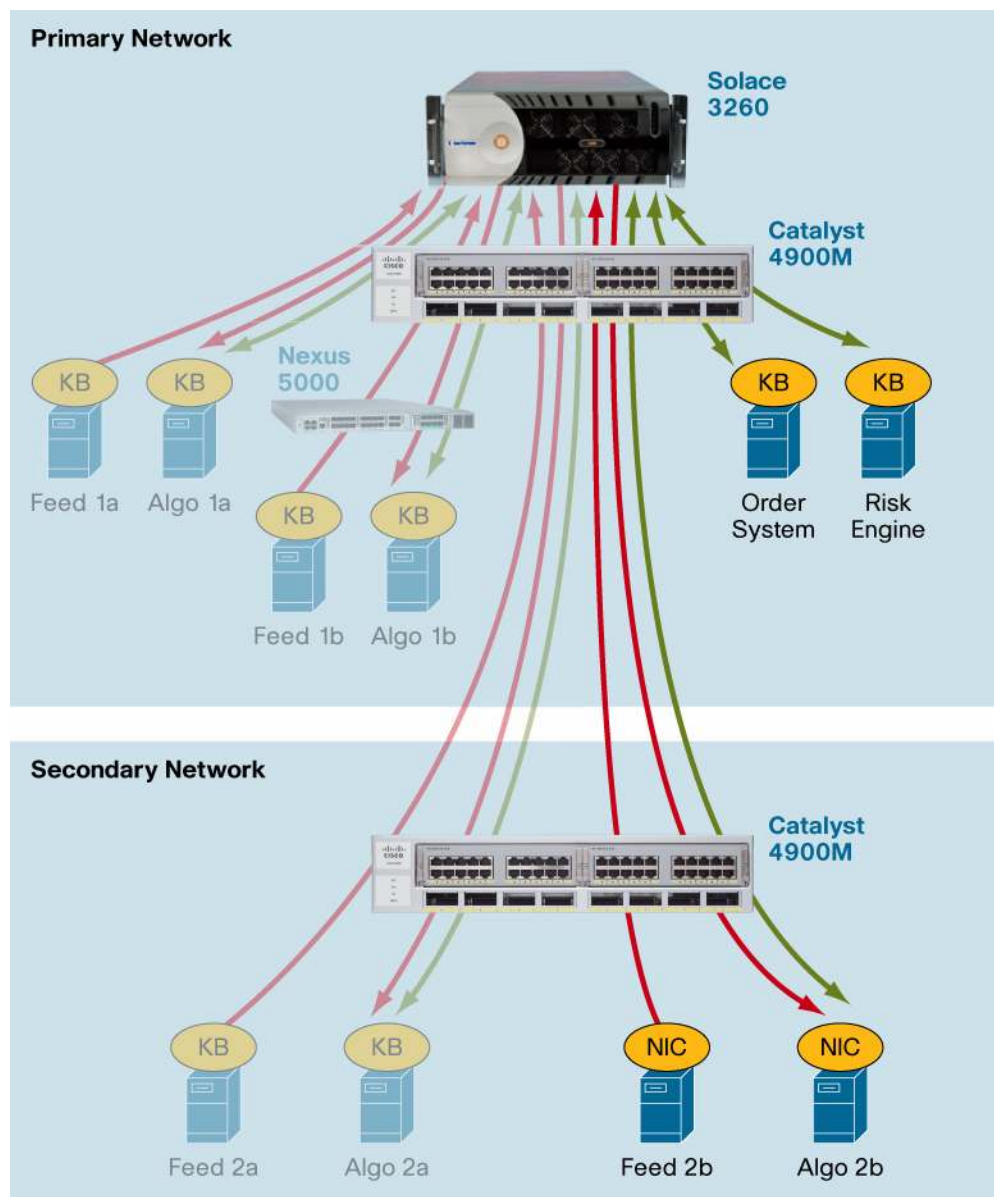 Primary Network
Solace
3260
Catalyst
4900M
CISCO
Nexus
5000
KB
KB
KB
KB
Feed 1a
Algo 1a
Order
System
Risk
Engine
KB
KB
Feed 1b
Algo 1b
Secondary Network
Catalyst
4900M
CISCO
KB
KB
NIC
NIC
Feed 2a
Algo 2a
Feed 2b
Algo 2b